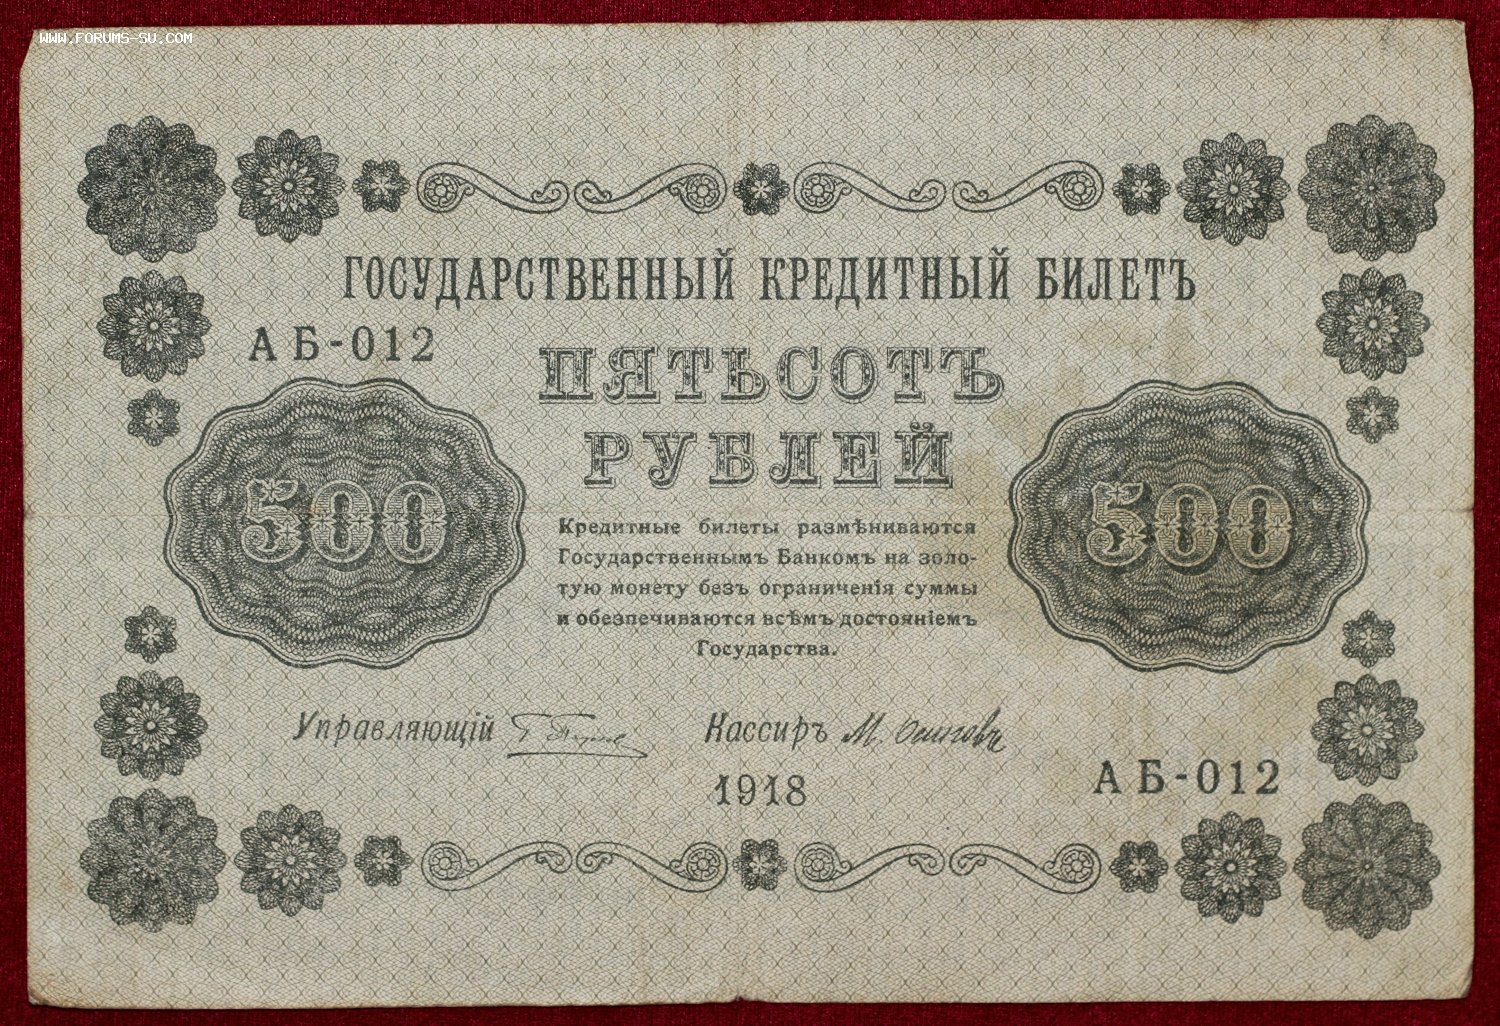 WWW.FORUMS-SU.COM
ГОСУДАРСТВЕННЫЙ КРЕДИТНЫЙ БИЛЕТЪ
АБ-012
ПЯТЬСОТЪ
РУБЛЕЙ
500
500
Кредитные билеты размѣниваются
Государственнымъ Банкомъ на золо-
тую монету безъ ограниченія суммы
и обезпечиваются всѣмъ достояніемъ
Государства.
Управляющій
Кассиръ М. Осиповъ
1918
АБ-012